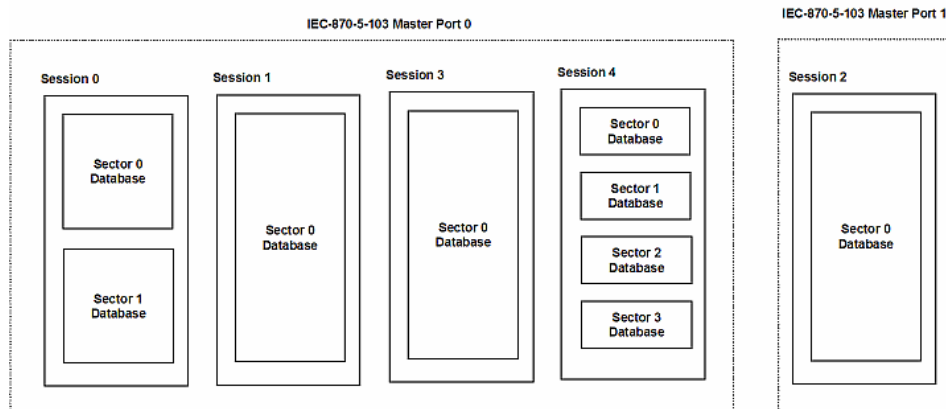 IEC-870-5-103 Master Port 0
IEC-870-5-103 Master Port 1
Session 0
Session 1
Session 3
Session 4
Session 2
Sector 0
Database
Sector 1
Database
Sector 0
Database
Sector 0
Database
Sector 0
Database
Sector 1
Database
Sector 2
Database
Sector 3
Database
Sector 0
Database